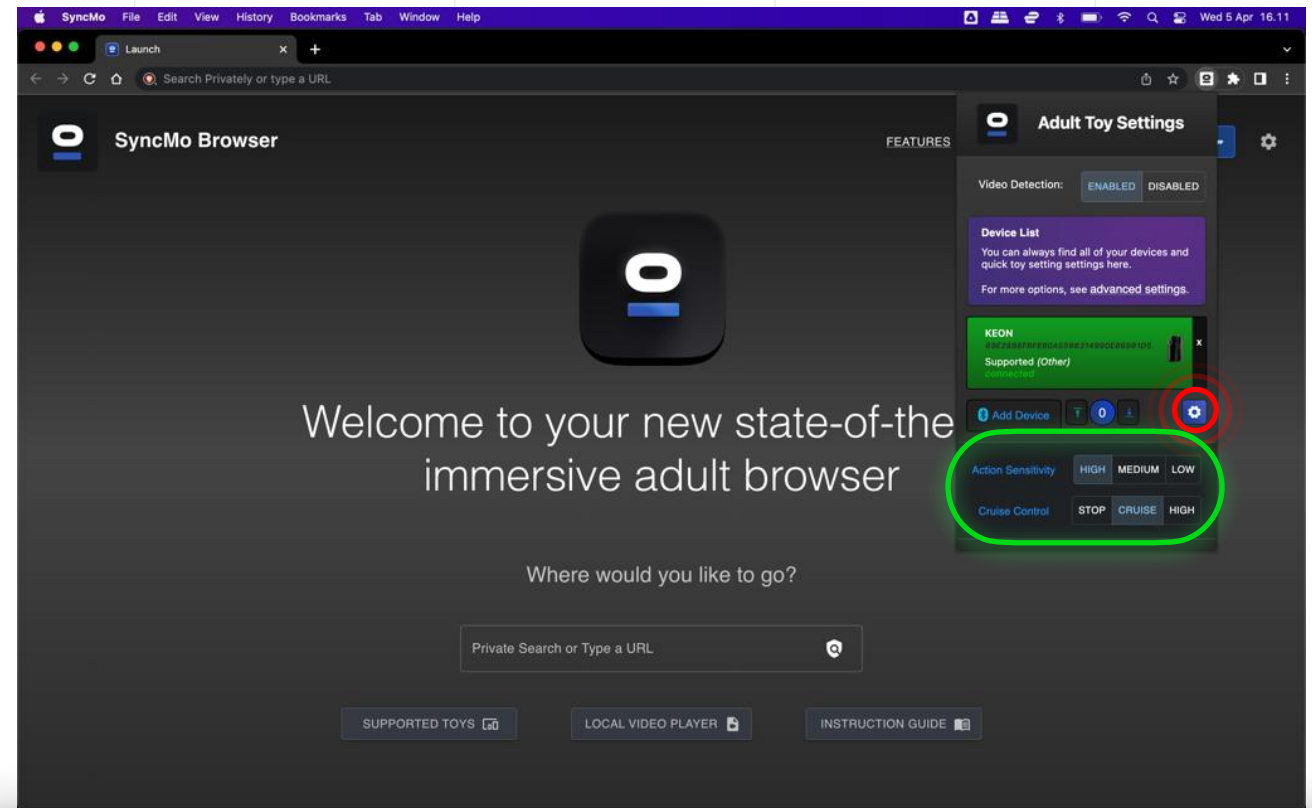 SyncMo File Edit View History Bookmarks Tab Window Help Wed 5 Apr 16.11
Launch
Search Privately or type a URL
SyncMo Browser
FEATURES
Adult Toy Settings
Video Detection: ENABLED DISABLED
Device List
You can always find all of your devices and
quick toy setting settings here.
For more options, see advanced settings.
KEON
Supported (Other)
connected
x
Add Device 0
Action Sensitivity HIGH MEDIUM LOW
Cruise Control STOP CRUISE HIGH
Welcome to your new state-of-the
immersive adult browser
Where would you like to go?
Private Search or Type a URL
SUPPORTED TOYS LOCAL VIDEO PLAYER INSTRUCTION GUIDE